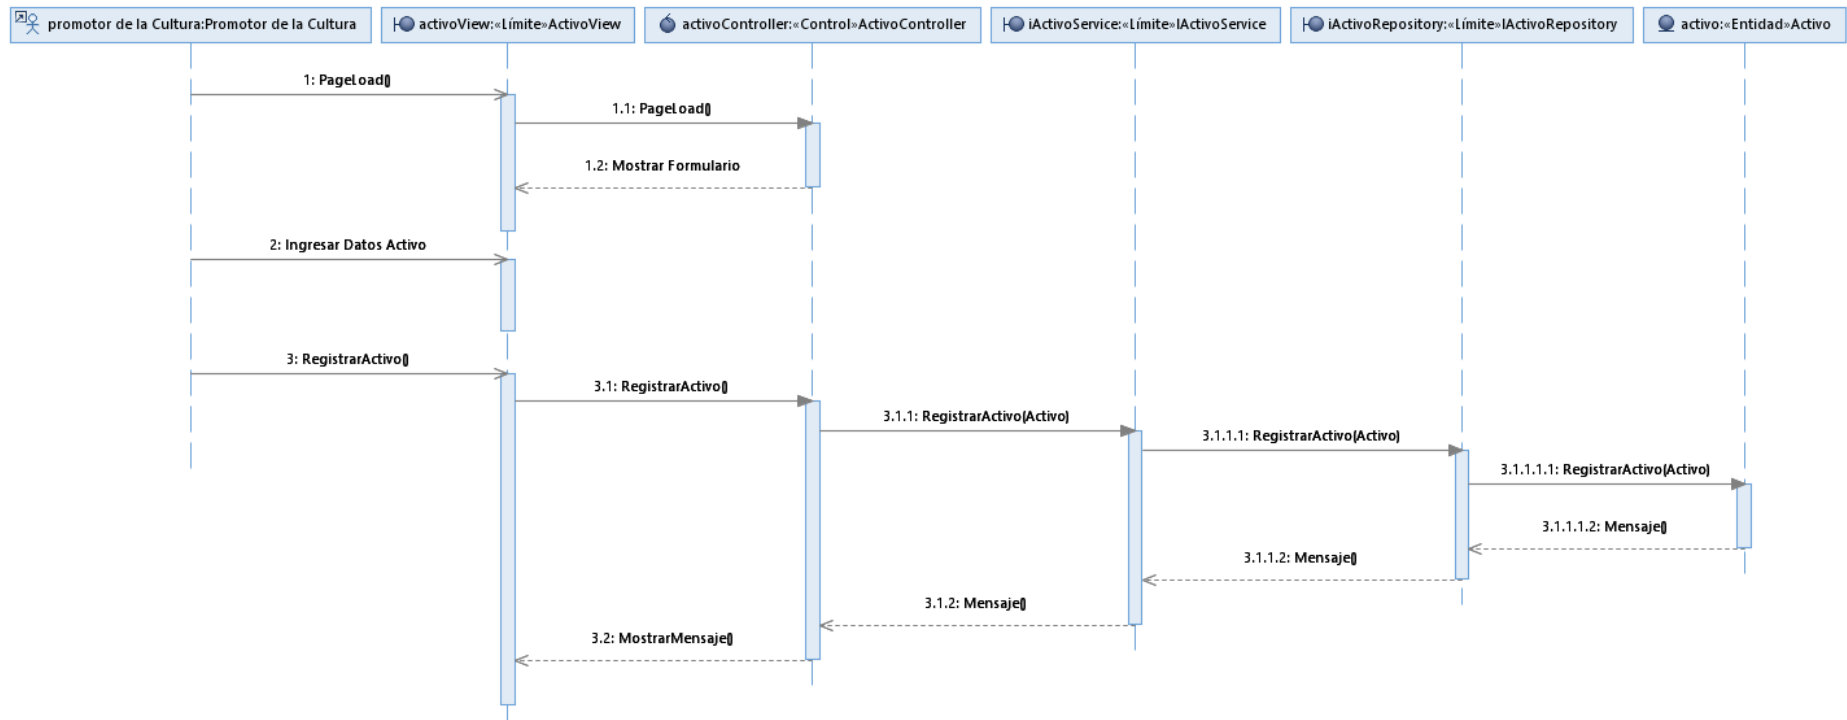 promotor de la Cultura:Promotor de la Cultura
activoView:«Límite»ActivoView
activoController:«Control»ActivoController
iActivoService:«Límite»IActivoService
iActivoRepository:«Límite»IActivoRepository
activo:«Entidad»Activo
1: PageLoad()
1.1: PageLoad()
1.2: Mostrar Formulario
2: Ingresar Datos Activo
3: RegistrarActivo()
3.1: RegistrarActivo()
3.1.1: RegistrarActivo(Activo)
3.1.1.1: RegistrarActivo(Activo)
3.1.1.1.1: RegistrarActivo(Activo)
3.1.1.1.2: Mensaje()
3.1.1.2: Mensaje()
3.1.2: Mensaje()
3.2: MostrarMensaje()